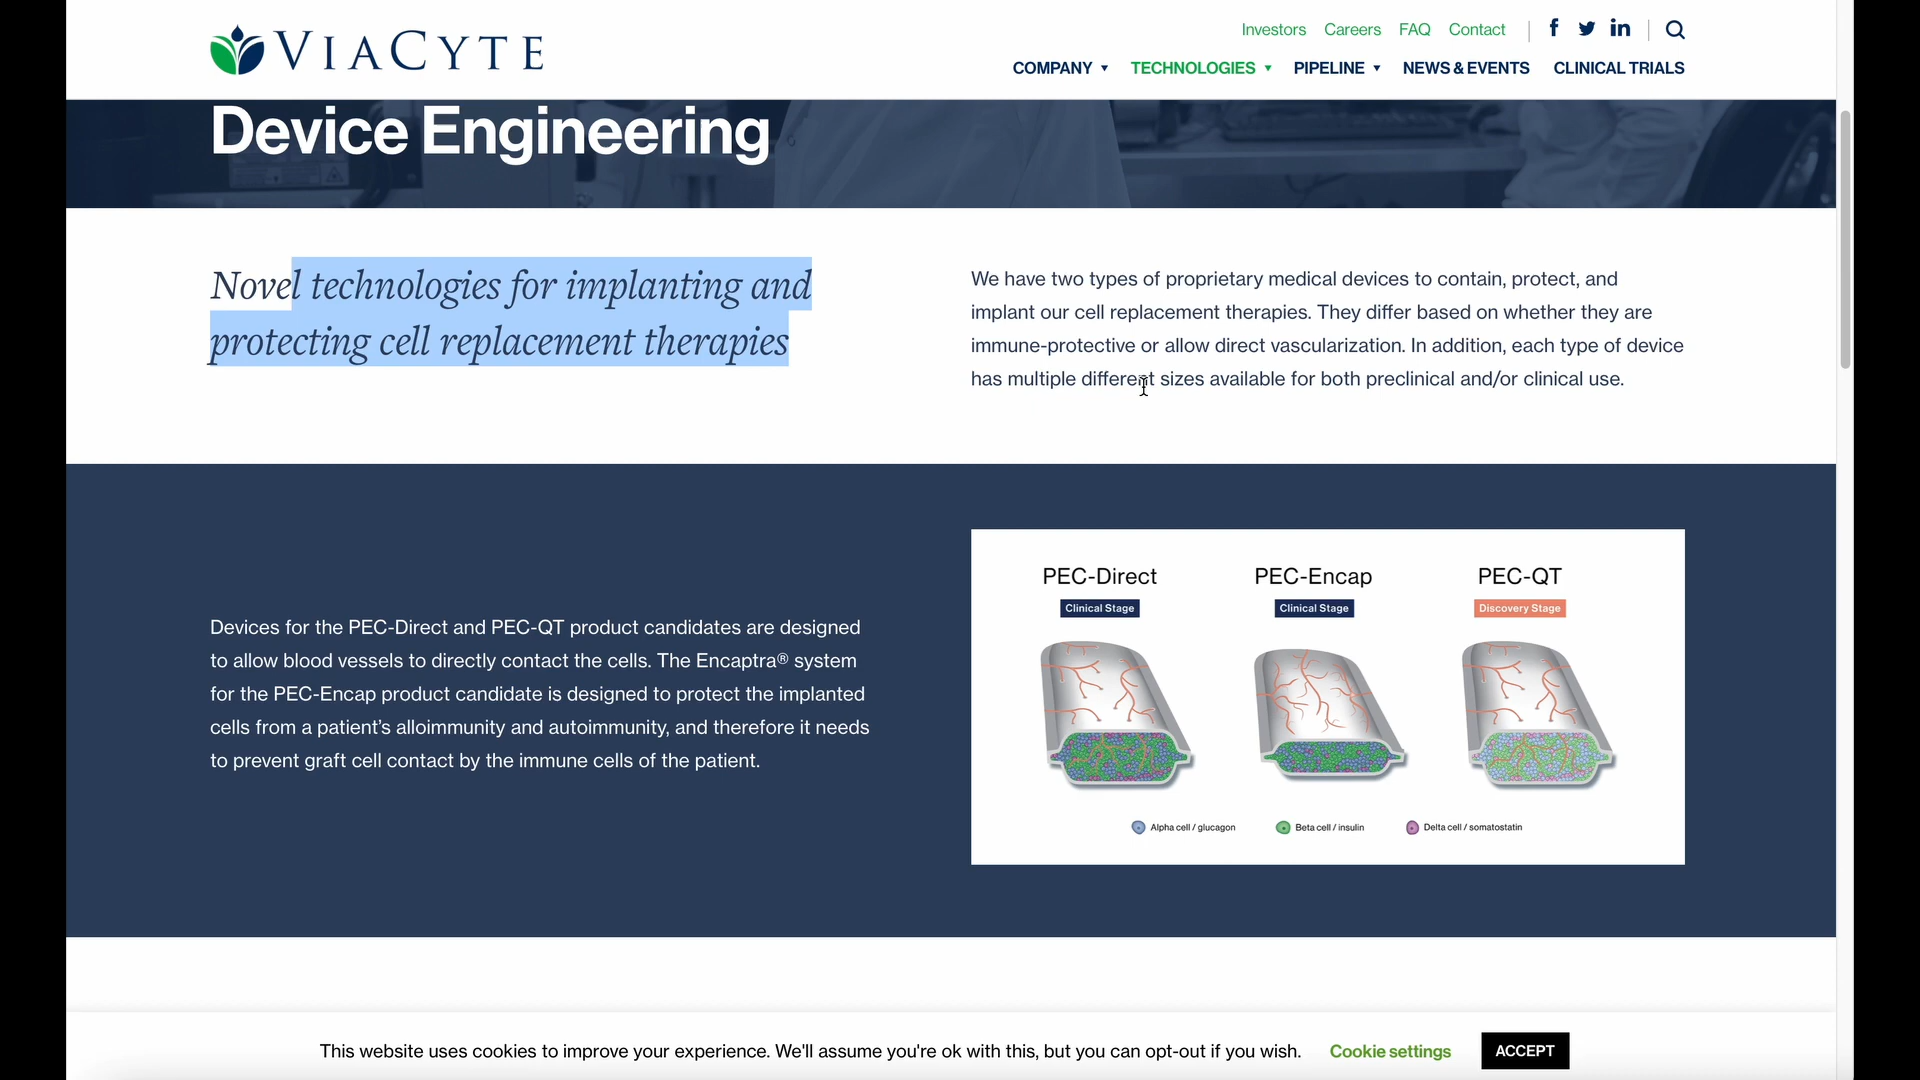 VIACYTE
Investors Careers FAQ Contact
COMPANY TECHNOLOGIES PIPELINE NEWS & EVENTS CLINICAL TRIALS
Device Engineering
Novel technologies for implanting and
protecting cell replacement therapies
We have two types of proprietary medical devices to contain, protect, and
implant our cell replacement therapies. They differ based on whether they are
immune-protective or allow direct vascularization. In addition, each type of device
has multiple different sizes available for both preclinical and/or clinical use.
Devices for the PEC-Direct and PEC-QT product candidates are designed
to allow blood vessels to directly contact the cells. The Encaptra® system
for the PEC-Encap product candidate is designed to protect the implanted
cells from a patient’s alloimmunity and autoimmunity, and therefore it needs
to prevent graft cell contact by the immune cells of the patient.
PEC-Direct PEC-Encap PEC-QT
Clinical Stage Clinical Stage Discovery Stage
Alpha cell / glucagon Beta cell / insulin Delta cell / somatostatin
This website uses cookies to improve your experience. We'll assume you're ok with this, but you can opt-out if you wish. Cookie settings ACCEPT